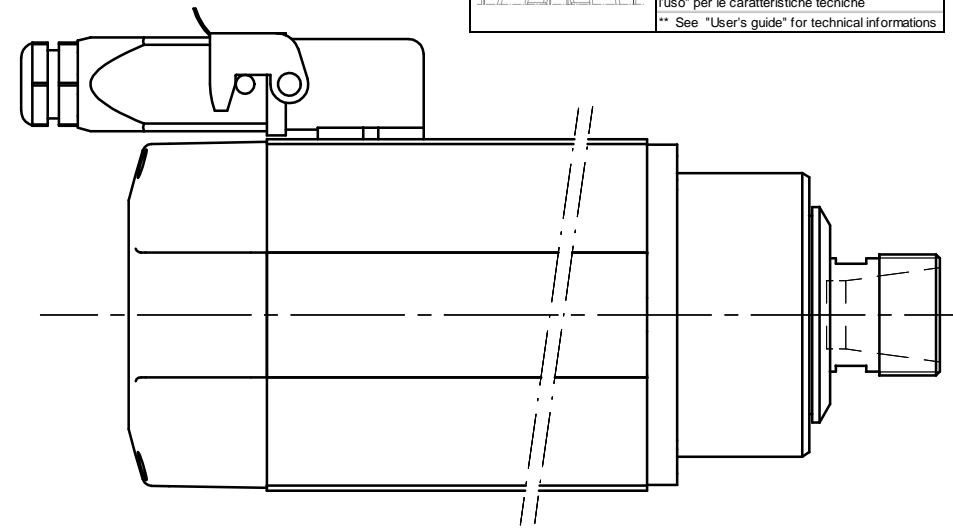 l'uso" per le caratteristiche tecniche
** See "User's guide" for technical informations